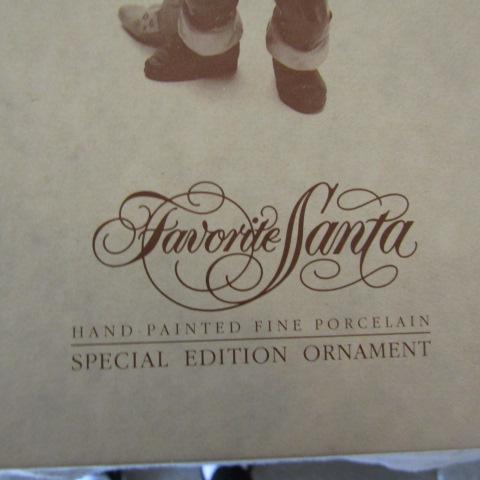 Favorite Santa
HAND-PAINTED FINE PORCELAIN
SPECIAL EDITION ORNAMENT